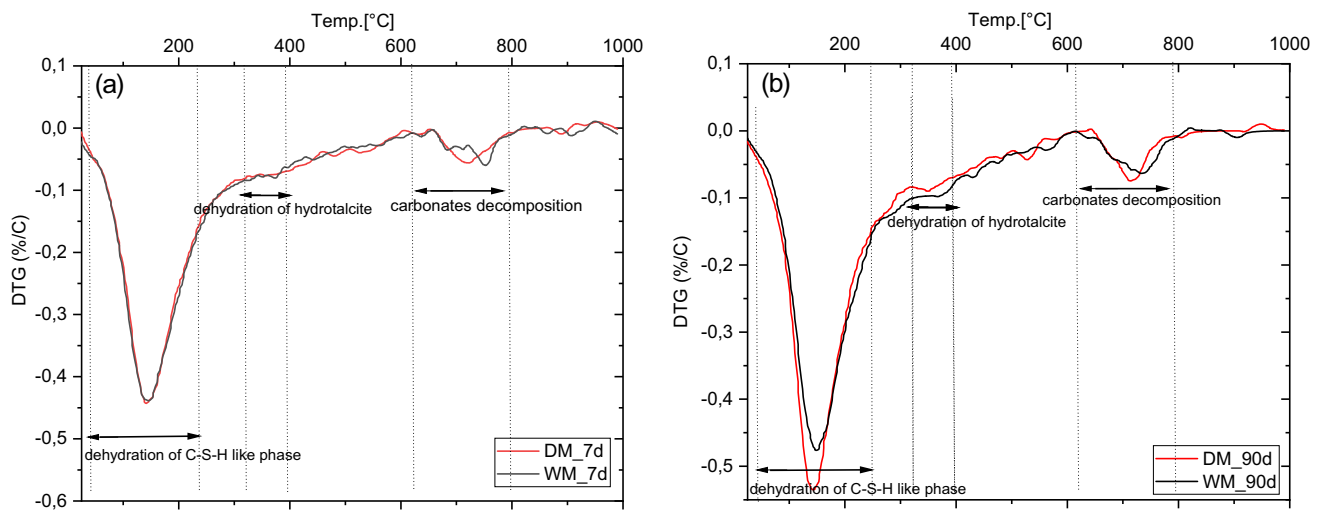 Temp.[°C]
200 400 600 800 1000
0,1
(a)
0,0
-0,1
dehydration of hydrotalcite
carbonates decomposition
-0,2
DTG (%/C)
-0,3
-0,4
-0,5
dehydration of C-S-H like phase
DM_7d
WM_7d
-0,6
Temp.[°C]
200 400 600 800 1000
0,1
(b)
0,0
-0,1
carbonates decomposition
dehydration of hydrotalcite
-0,2
DTG (%/C)
-0,3
-0,4
-0,5
dehydration of C-S-H like phase
DM_90d
WM_90d